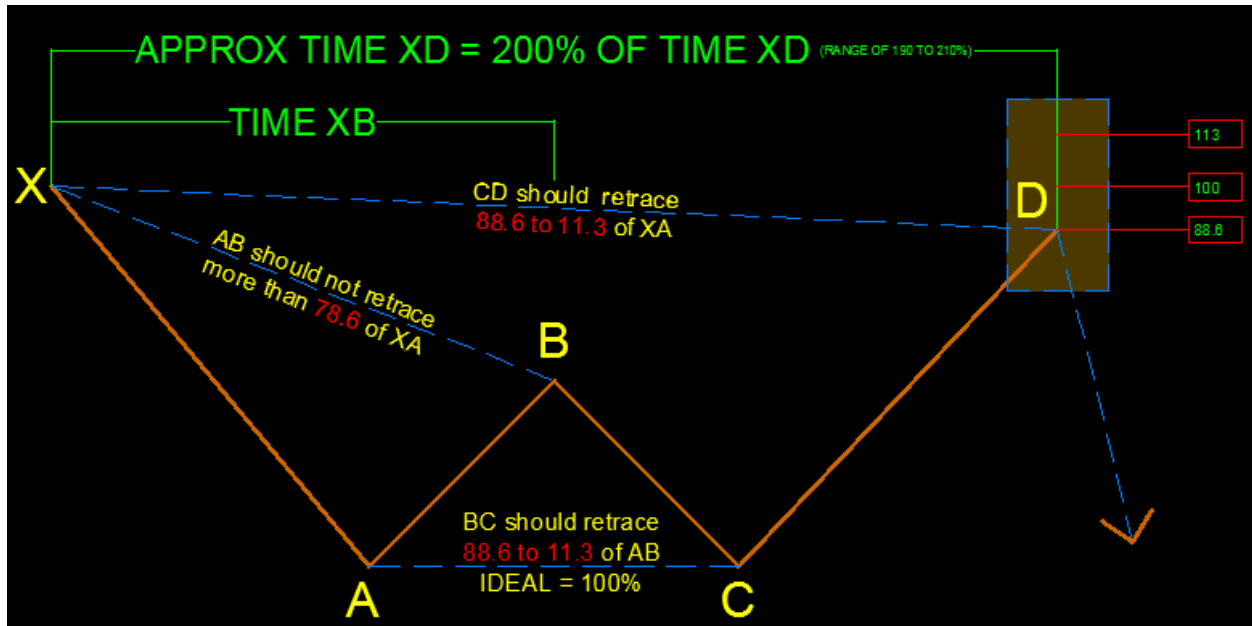 APPROX TIME XD = 200% OF TIME XD (RANGE OF 190 TO 210%)
TIME XB
113
X
CD should retrace
88.6 to 11.3 of XA
100
D
88.6
AB should not retrace
more than 78.6 of XA
B
BC should retrace
88.6 to 11.3 of AB
IDEAL = 100%
A
C